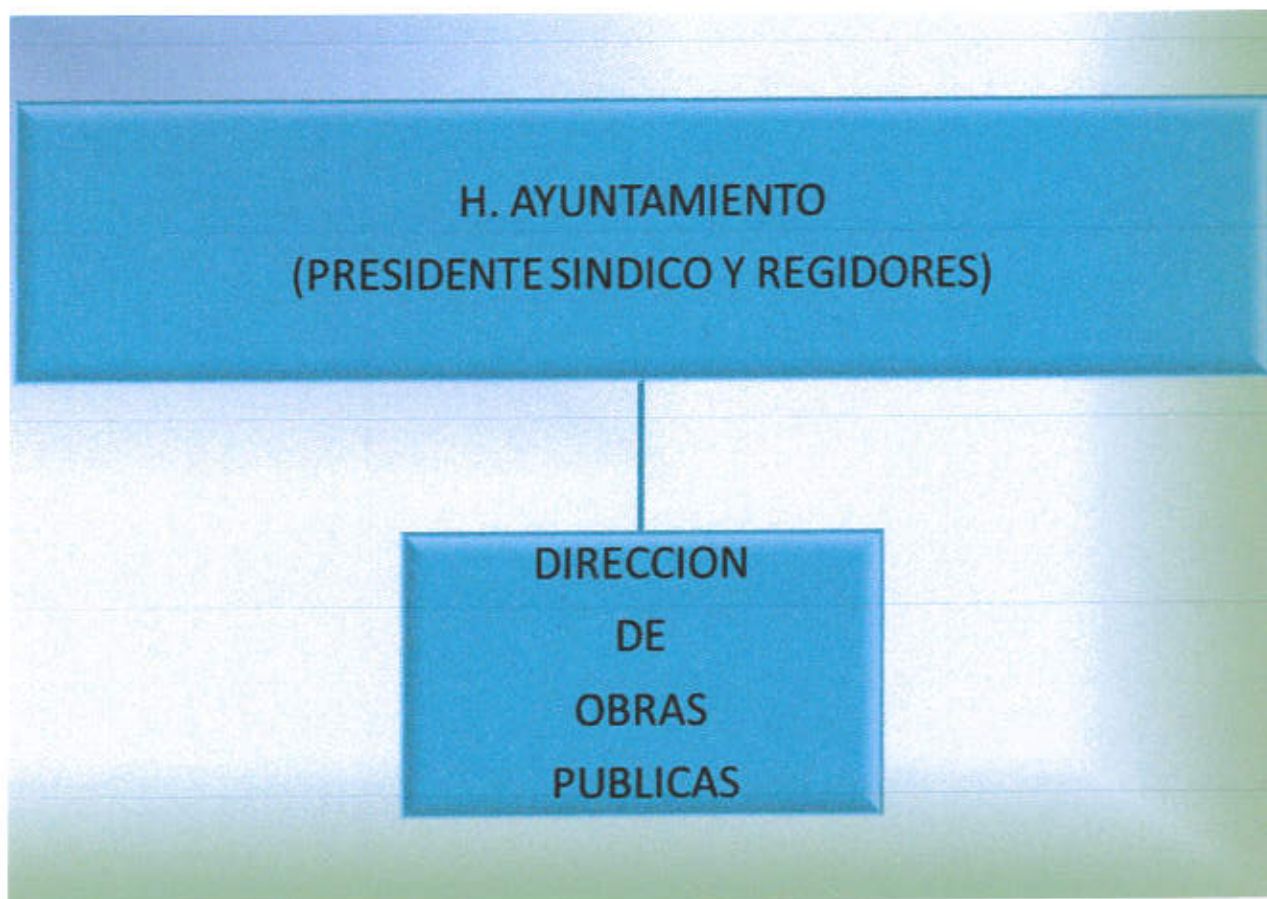 H. AYUNTAMIENTO
(PRESIDENTE SINDICO Y REGIDORES)
DIRECCION
DE
OBRAS
PUBLICAS